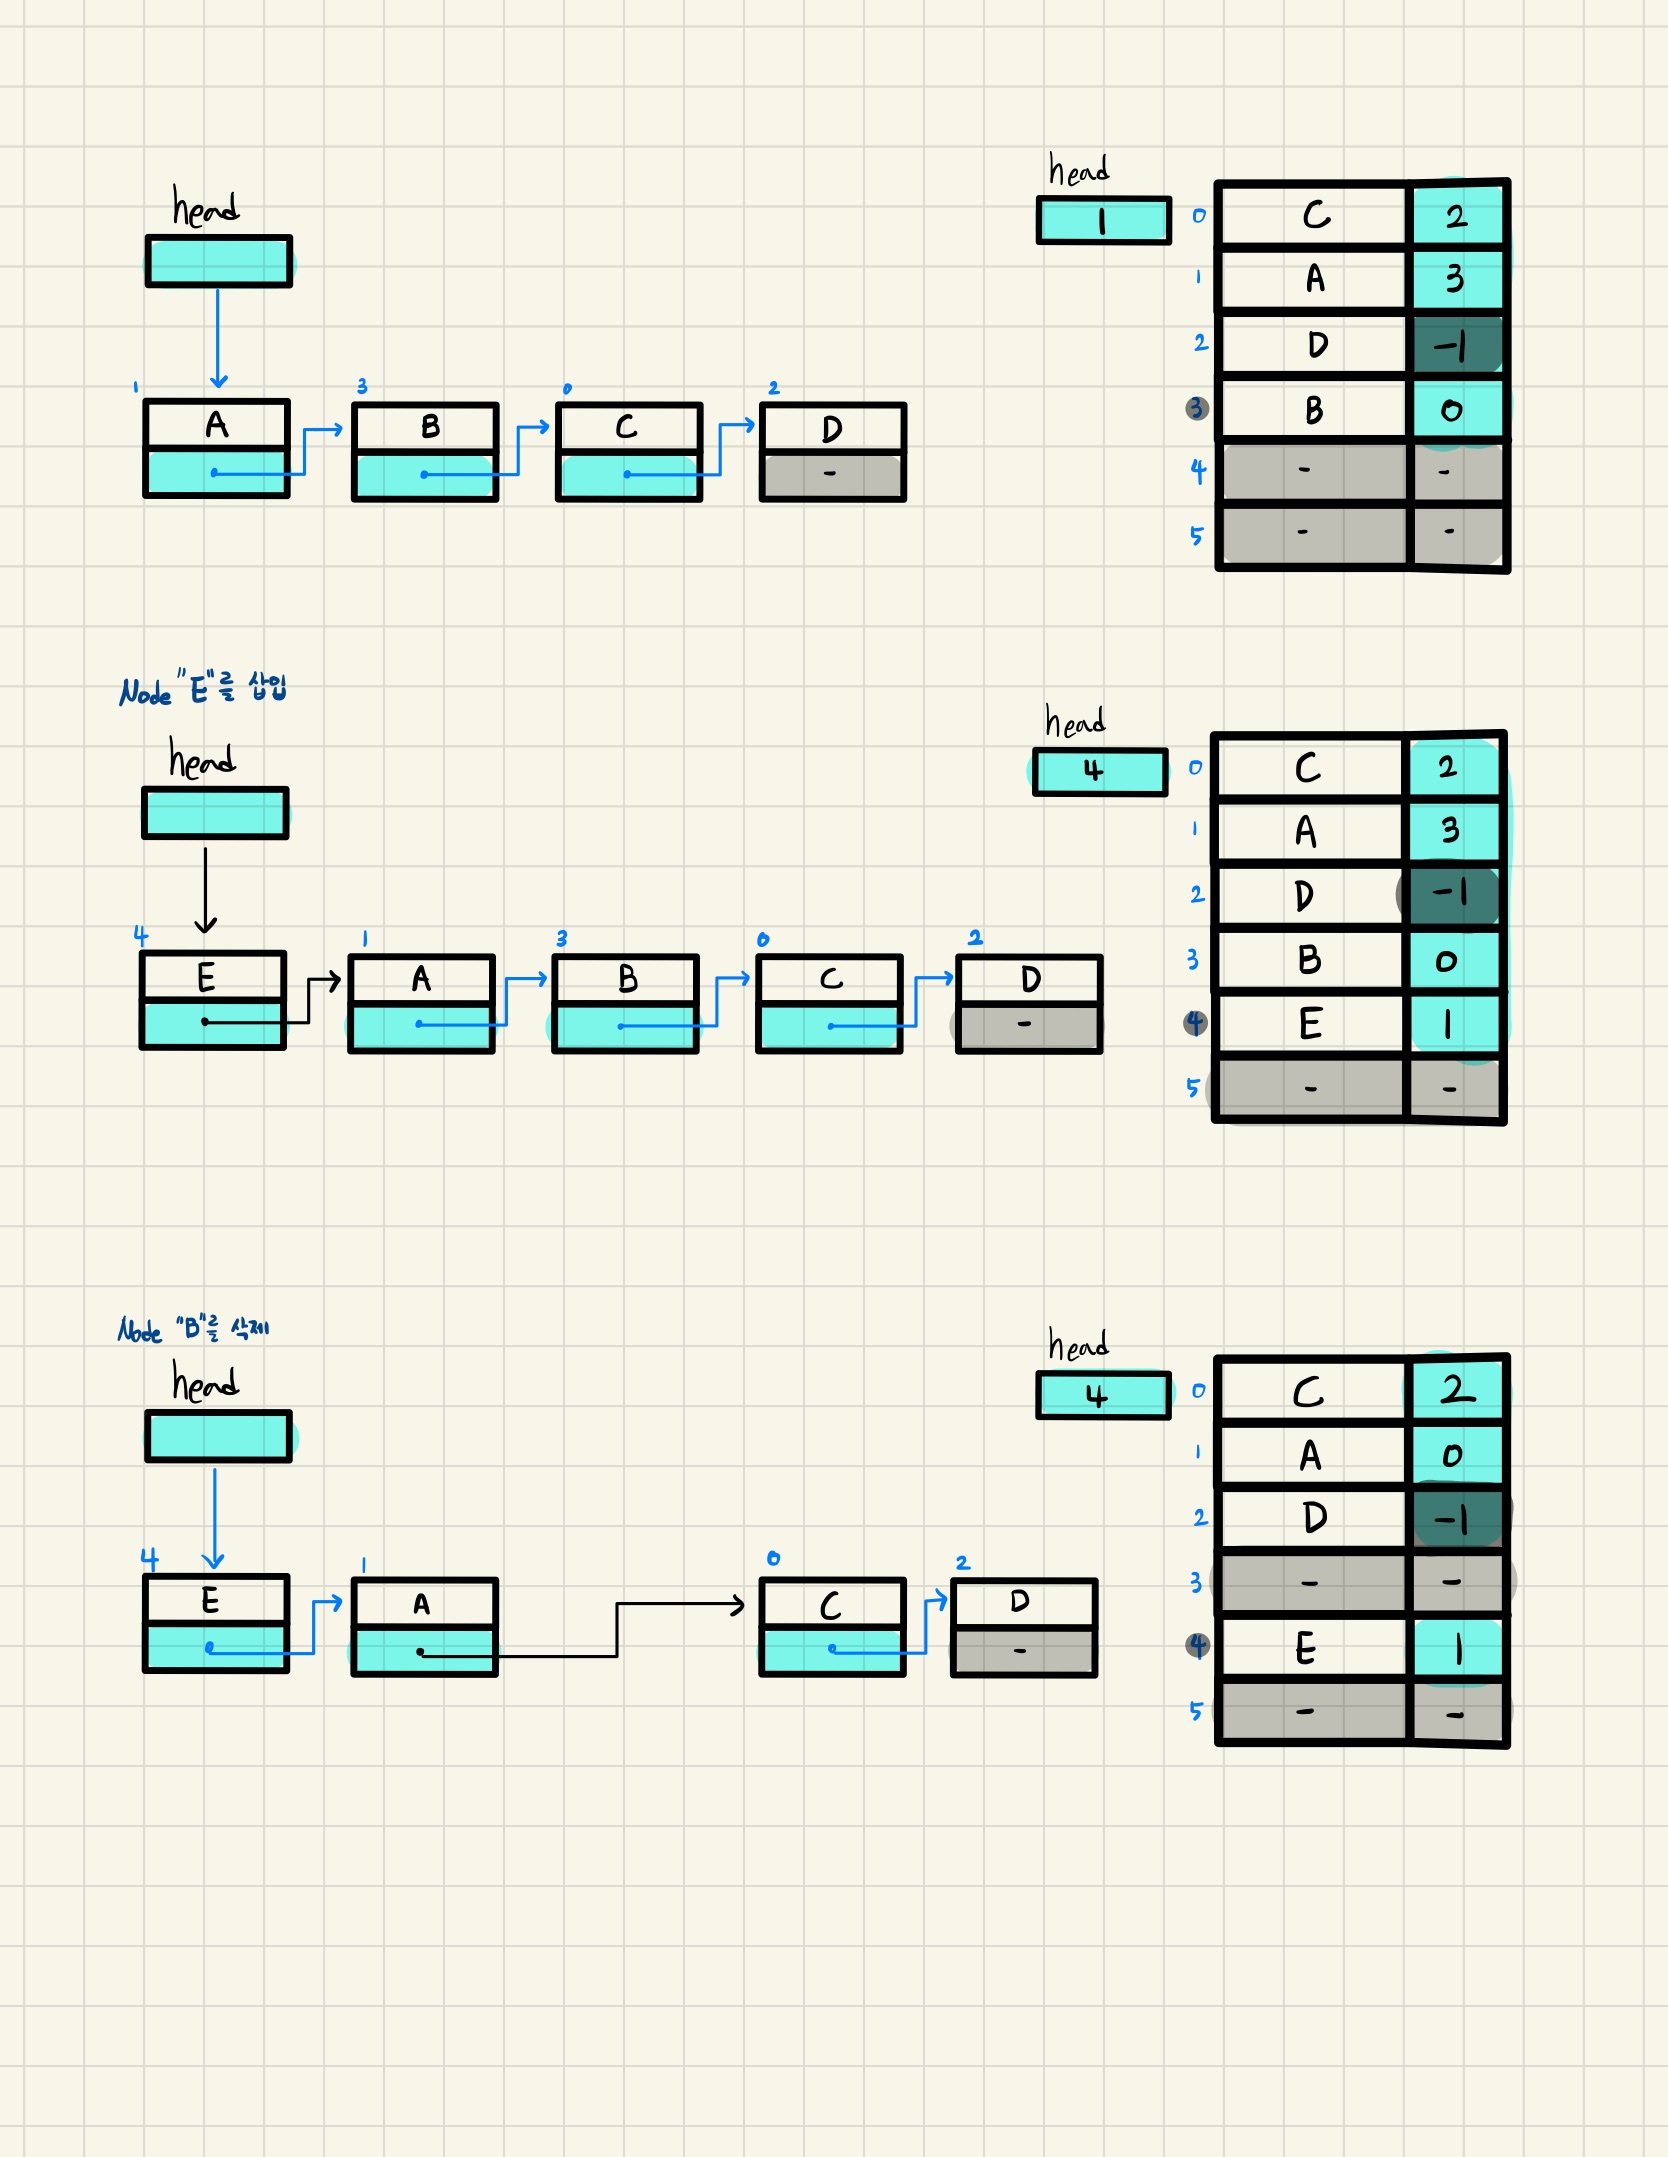 head
1 3 0 2
A B C D
-
head
1
0 C 2
1 A 3
2 D -1
3 B 0
4 - -
5 - -
Node "E"를 삽입
head
4 1 3 0 2
E A B C D
-
head
4
0 C 2
1 A 3
2 D -1
3 B 0
4 E 1
5 - -
Node "B"를 삭제
head
4 1 0 2
E A C D
-
head
4
0 C 2
1 A 0
2 D -1
3 - -
4 E 1
5 - -